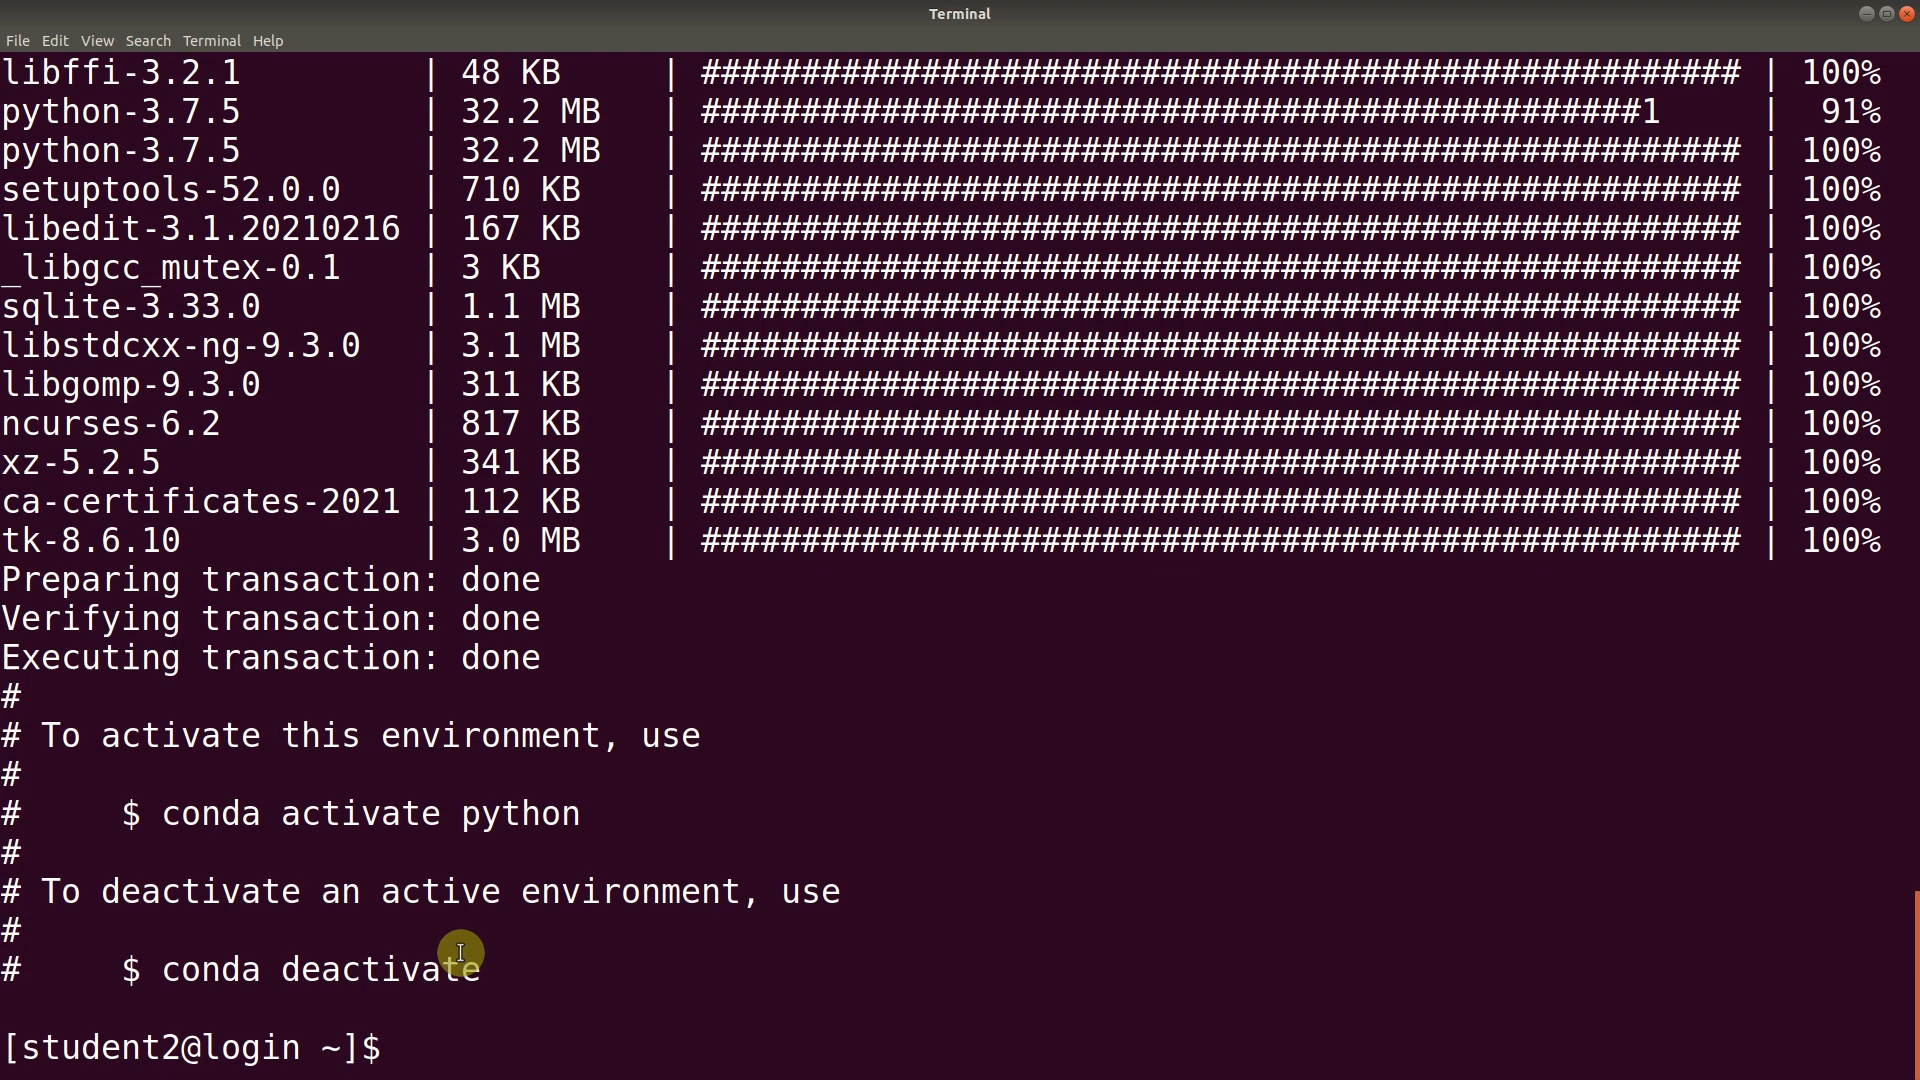 Terminal
File Edit View Search Terminal Help
libffi-3.2.1 | 48 KB | #################################################### | 100%
python-3.7.5 | 32.2 MB | ###############################################1 | 91%
python-3.7.5 | 32.2 MB | #################################################### | 100%
setuptools-52.0.0 | 710 KB | #################################################### | 100%
libedit-3.1.20210216 | 167 KB | #################################################### | 100%
_libgcc_mutex-0.1 | 3 KB | #################################################### | 100%
sqlite-3.33.0 | 1.1 MB | #################################################### | 100%
libstdcxx-ng-9.3.0 | 3.1 MB | #################################################### | 100%
libgomp-9.3.0 | 311 KB | #################################################### | 100%
ncurses-6.2 | 817 KB | #################################################### | 100%
xz-5.2.5 | 341 KB | #################################################### | 100%
ca-certificates-2021 | 112 KB | #################################################### | 100%
tk-8.6.10 | 3.0 MB | #################################################### | 100%
Preparing transaction: done
Verifying transaction: done
Executing transaction: done
#
# To activate this environment, use
#
#     $ conda activate python
#
# To deactivate an active environment, use
#
#     $ conda deactivate
[student2@login ~]$